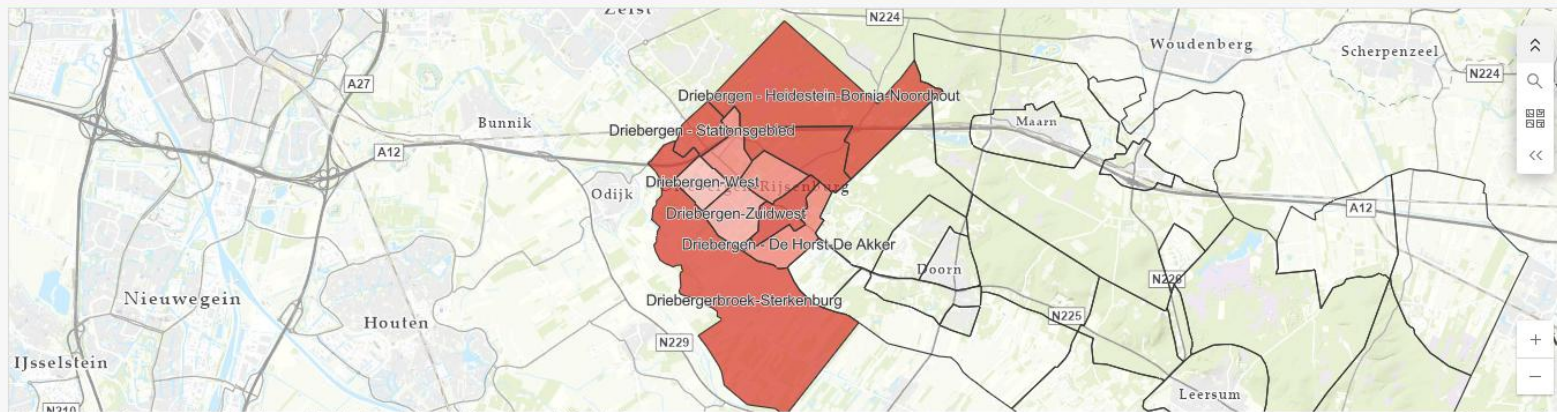 Zeist
N224
Woudenberg
Scherpenzeel
N224
A27
Driebergen - Heidestein-Bornia-Noordhout
Bunnik
Maarn
Driebergen - Stationsgebied
A12
Driebergen-West
Driebergen-Rijsenburg
Odijk
A12
Driebergen-Zuidwest
Driebergen - De Horst-De Akker
Doorn
N226
Nieuwegein
Driebergerbroek-Sterkenburg
Houten
N225
N229
IJsselstein
Leersum
N210